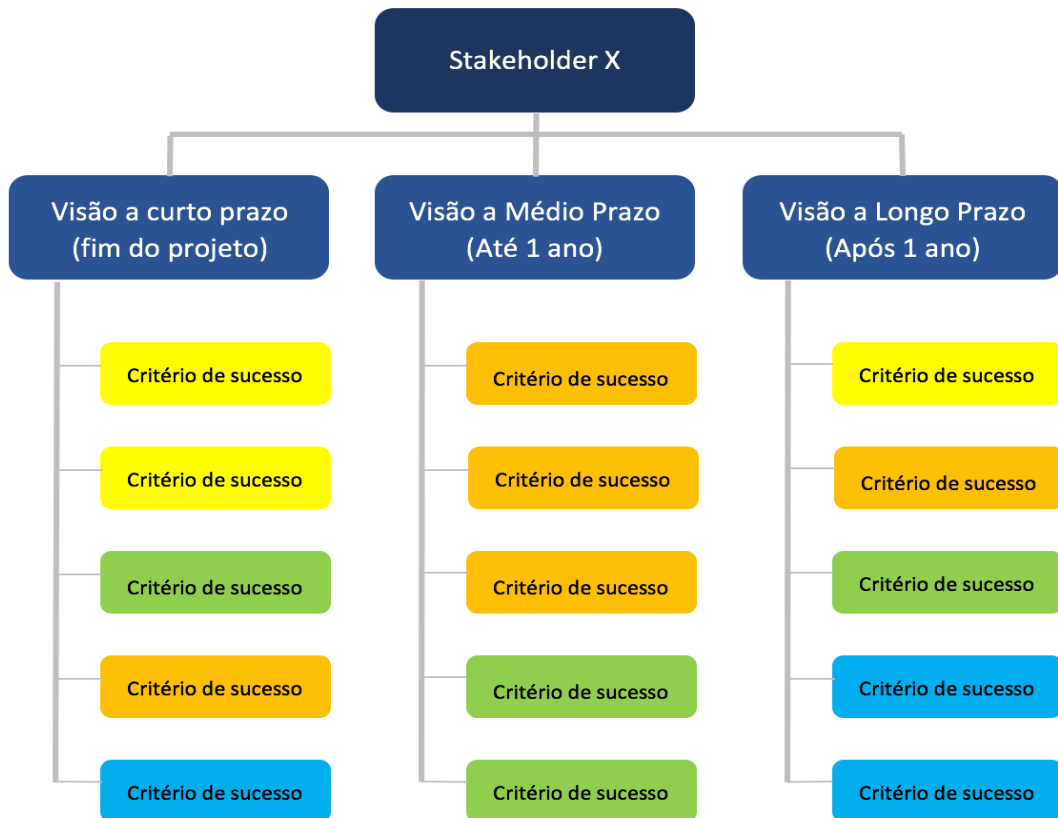 Stakeholder X
Visão a curto prazo
(fim do projeto)
Critério de sucesso
Critério de sucesso
Critério de sucesso
Critério de sucesso
Critério de sucesso
Visão a Médio Prazo
(Até 1 ano)
Critério de sucesso
Critério de sucesso
Critério de sucesso
Critério de sucesso
Critério de sucesso
Visão a Longo Prazo
(Após 1 ano)
Critério de sucesso
Critério de sucesso
Critério de sucesso
Critério de sucesso
Critério de sucesso